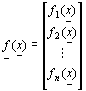 f(x) = [ f₁(x)
f₂(x)
⋮
fₙ(x) ]